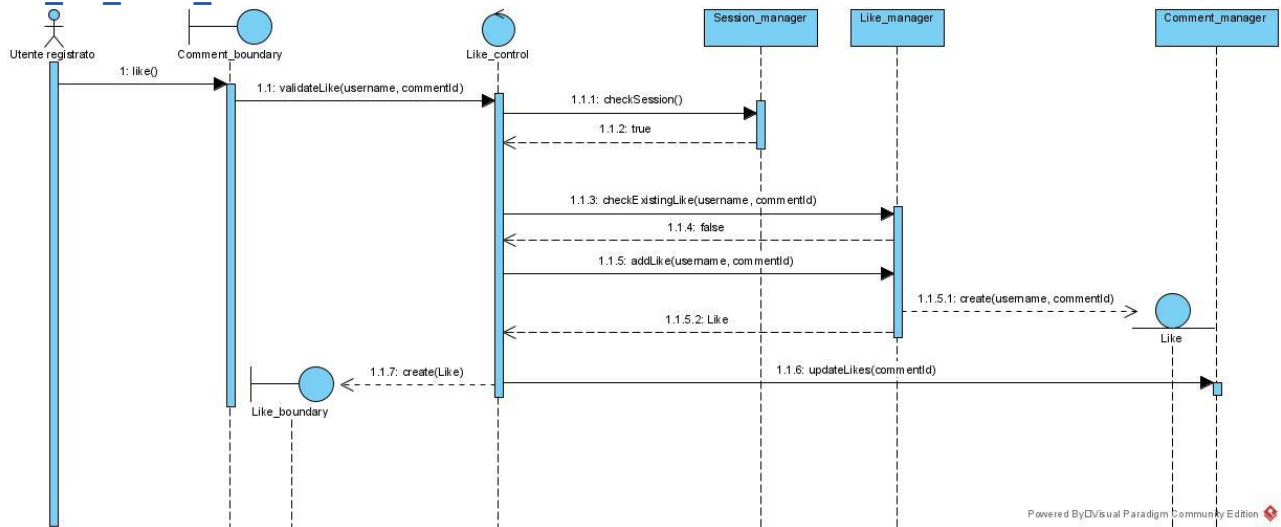 Session_manager
Like_manager
Comment_manager
Utente registrato
Comment_boundary
Like_control
1: like()
1.1: validateLike(username, commentId)
1.1.1: checkSession()
1.1.2: true
1.1.3: checkExistingLike(username, commentId)
1.1.4: false
1.1.5: addLike(username, commentId)
1.1.5.1: create(username, commentId)
1.1.5.2: Like
Like
1.1.7: create(Like)
1.1.6: updateLikes(commentId)
Like_boundary
Powered By□Visual Paradigm Community Edition